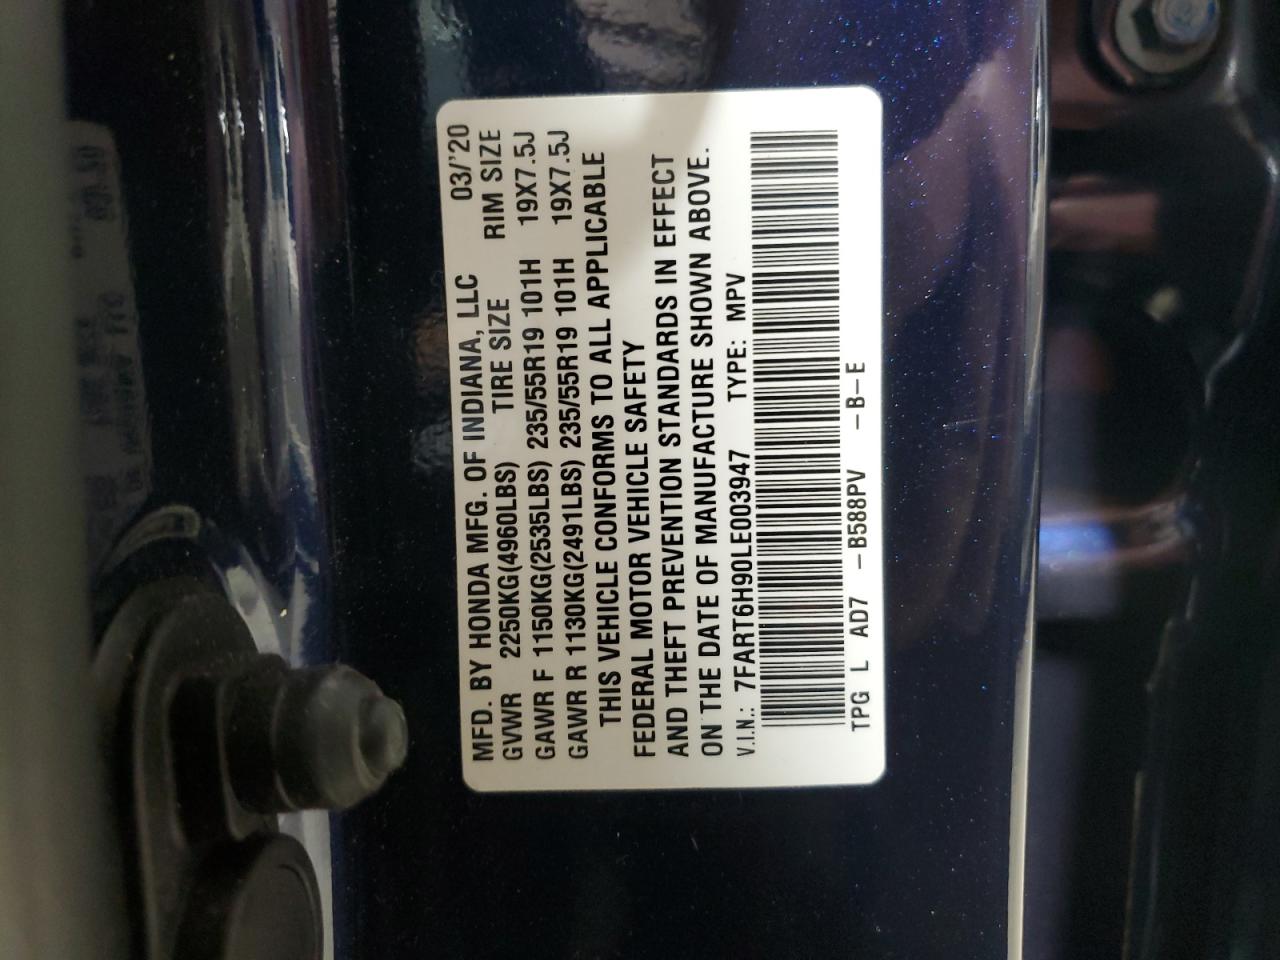 MFD. BY HONDA MFG. OF INDIANA, LLC 03/'20
GVWR 2250KG(4960LBS) TIRE SIZE RIM SIZE
GAWR F 1150KG(2535LBS) 235/55R19 101H 19X7.5J
GAWR R 1130KG(2491LBS) 235/55R19 101H 19X7.5J
THIS VEHICLE CONFORMS TO ALL APPLICABLE
FEDERAL MOTOR VEHICLE SAFETY
AND THEFT PREVENTION STANDARDS IN EFFECT
ON THE DATE OF MANUFACTURE SHOWN ABOVE.
V.I.N.: 7FART6H90LE003947 TYPE: MPV
TPG L AD7 -B588PV -B-E